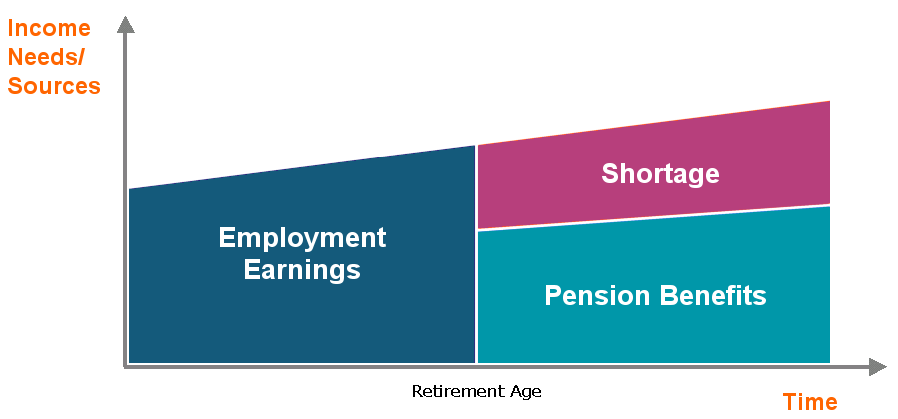 Income
Needs/
Sources
Shortage
Employment
Earnings
Pension Benefits
Retirement Age
Time